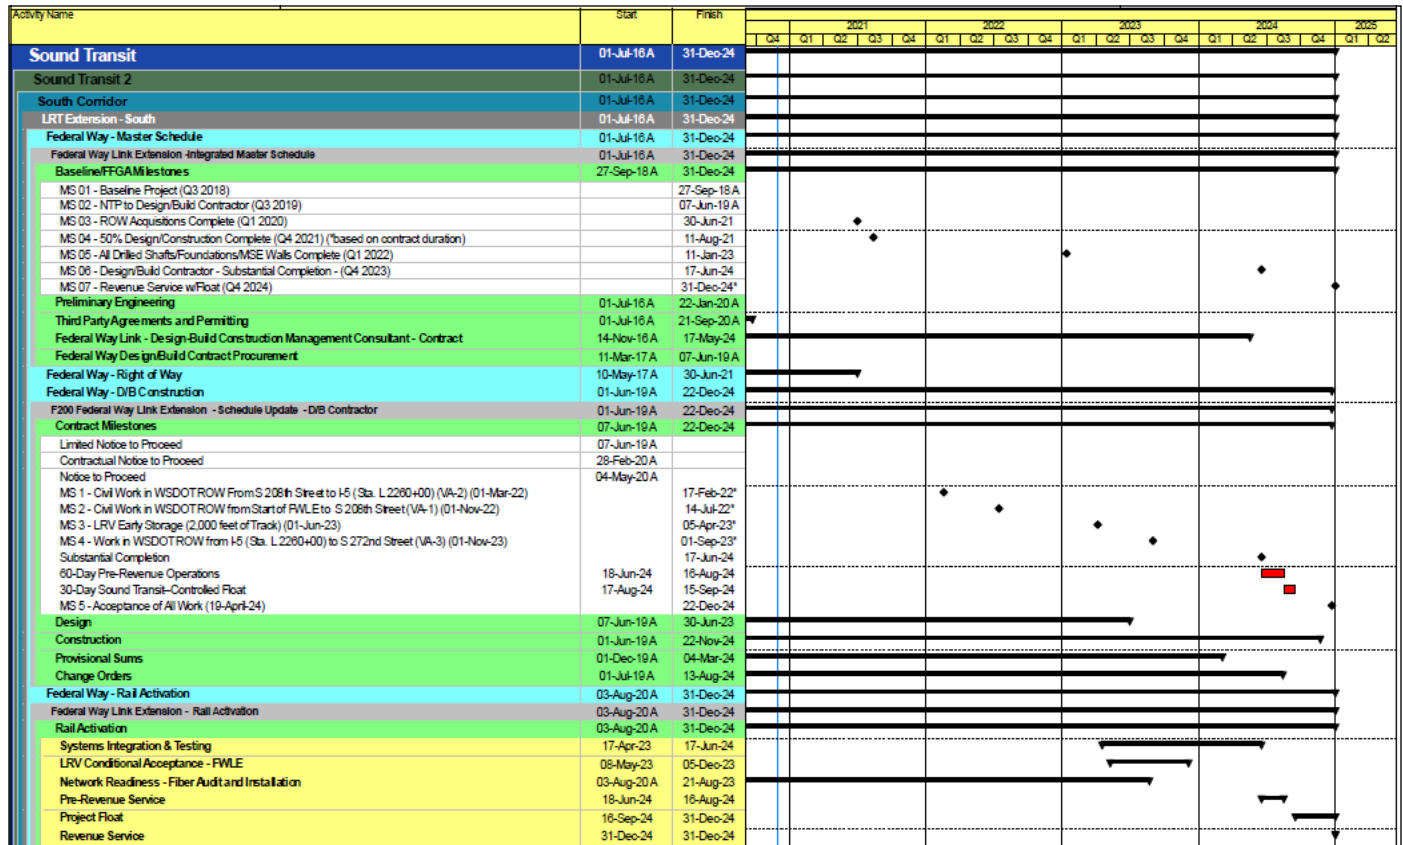 Activity Name Start Finish
2021 2022 2023 2024 2025
Q4 Q1 Q2 Q3 Q4 Q1 Q2 Q3 Q4 Q1 Q2 Q3 Q4 Q1 Q2 Q3 Q4 Q1 Q2
Sound Transit 01-Jul-16 A 31-Dec-24
Sound Transit 2 01-Jul-16 A 31-Dec-24
South Corridor 01-Jul-16 A 31-Dec-24
LRT Extension - South 01-Jul-16 A 31-Dec-24
Federal Way - Master Schedule 01-Jul-16 A 31-Dec-24
Federal Way Link Extension -Integrated Master Schedule 01-Jul-16 A 31-Dec-24
Baseline/FFGA Milestones 27-Sep-18 A 31-Dec-24
MS 01 - Baseline Project (Q3 2018) 27-Sep-18 A
MS 02 - NTP to Design/Build Contractor (Q3 2019) 07-Jun-19 A
MS 03 - ROW Acquisitions Complete (Q1 2020) 30-Jun-21
MS 04 - 50% Design/Construction Complete (Q4 2021) (*based on contract duration) 11-Aug-21
MS 05 - All Drilled Shafts/Foundations/MSE Walls Complete (Q1 2022) 11-Jan-23
MS 06 - Design/Build Contractor - Substantial Completion - (Q4 2023) 17-Jun-24
MS 07 - Revenue Service w/Float (Q4 2024) 31-Dec-24*
Preliminary Engineering 01-Jul-16 A 22-Jan-20 A
Third Party Agreements and Permitting 01-Jul-16 A 21-Sep-20 A
Federal Way Link - Design-Build Construction Management Consultant - Contract 14-Nov-16 A 17-May-24
Federal Way Design/Build Contract Procurement 11-Mar-17 A 07-Jun-19 A
Federal Way - Right of Way 10-May-17 A 30-Jun-21
Federal Way - D/B Construction 01-Jun-19 A 22-Dec-24
F200 Federal Way Link Extension - Schedule Update - D/B Contractor 01-Jun-19 A 22-Dec-24
Contract Milestones 07-Jun-19 A 22-Dec-24
Limited Notice to Proceed 07-Jun-19 A
Contractual Notice to Proceed 28-Feb-20 A
Notice to Proceed 04-May-20 A
MS 1 - Civil Work in WSDOT ROW From S 208th Street to I-5 (Sta. L 2260+00) (VA-2) (01-Mar-22) 17-Feb-22*
MS 2 - Civil Work in WSDOT ROW from Start of FWLE to S 208th Street (VA-1) (01-Nov-22) 14-Jul-22*
MS 3 - LRV Early Storage (2,000 feet of Track) (01-Jun-23) 05-Apr-23*
MS 4 - Work in WSDOT ROW from I-5 (Sta. L 2260+00) to S 272nd Street (VA-3) (01-Nov-23) 01-Sep-23*
Substantial Completion 17-Jun-24
60-Day Pre-Revenue Operations 18-Jun-24 16-Aug-24
30-Day Sound Transit–Controlled Float 17-Aug-24 15-Sep-24
MS 5 - Acceptance of All Work (19-April-24) 22-Dec-24
Design 07-Jun-19 A 30-Jun-23
Construction 01-Jun-19 A 22-Nov-24
Provisional Sums 01-Dec-19 A 04-Mar-24
Change Orders 01-Jul-19 A 13-Aug-24
Federal Way - Rail Activation 03-Aug-20 A 31-Dec-24
Federal Way Link Extension - Rail Activation 03-Aug-20 A 31-Dec-24
Rail Activation 03-Aug-20 A 31-Dec-24
Systems Integration & Testing 17-Apr-23 17-Jun-24
LRV Conditional Acceptance - FWLE 08-May-23 05-Dec-23
Network Readiness - Fiber Audit and Installation 03-Aug-20 A 21-Aug-23
Pre-Revenue Service 18-Jun-24 16-Aug-24
Project Float 16-Sep-24 31-Dec-24
Revenue Service 31-Dec-24 31-Dec-24